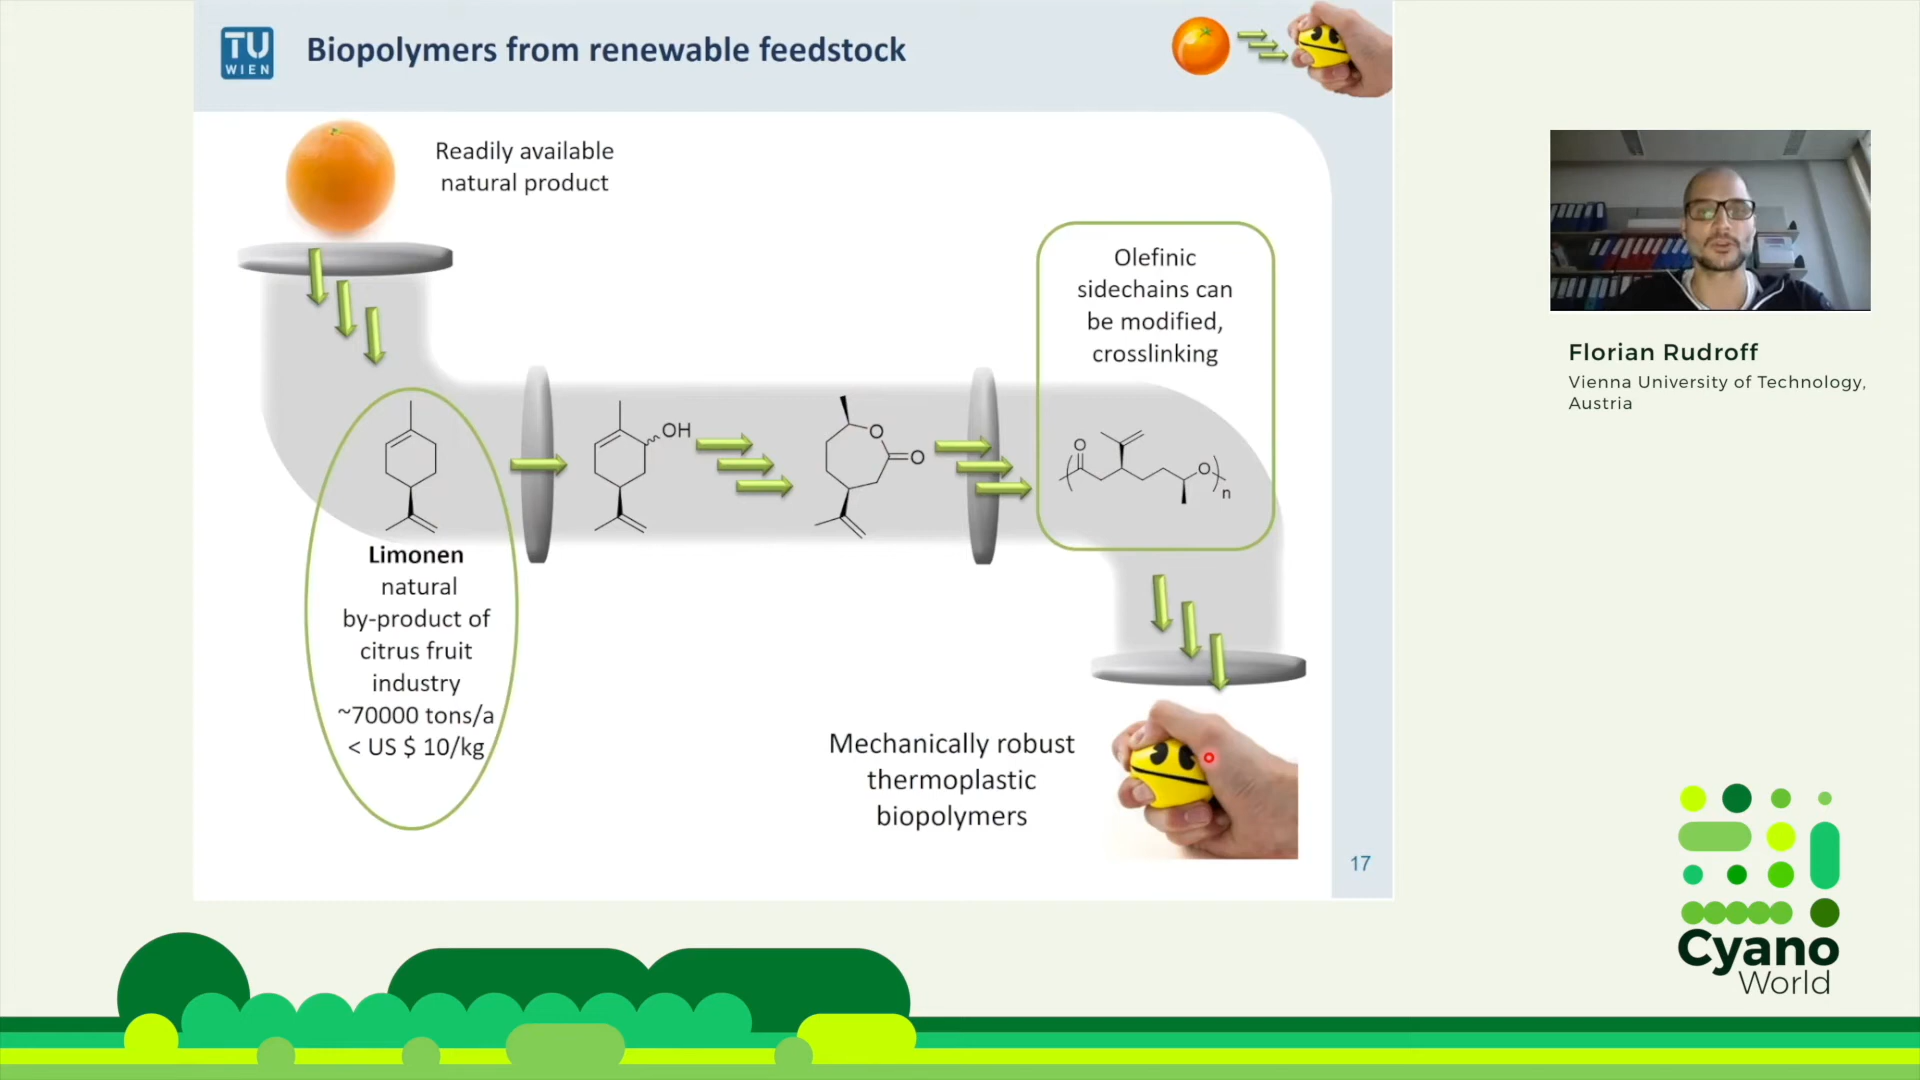 TU
WIEN
Biopolymers from renewable feedstock
Readily available
natural product
Olefinic
sidechains can
be modified,
crosslinking
OH
O
O
O
O
n
Limonen
natural
by-product of
citrus fruit
industry
~70000 tons/a
< US $ 10/kg
Mechanically robust
thermoplastic
biopolymers
17
Florian Rudroff
Vienna University of Technology,
Austria
Cyano
World